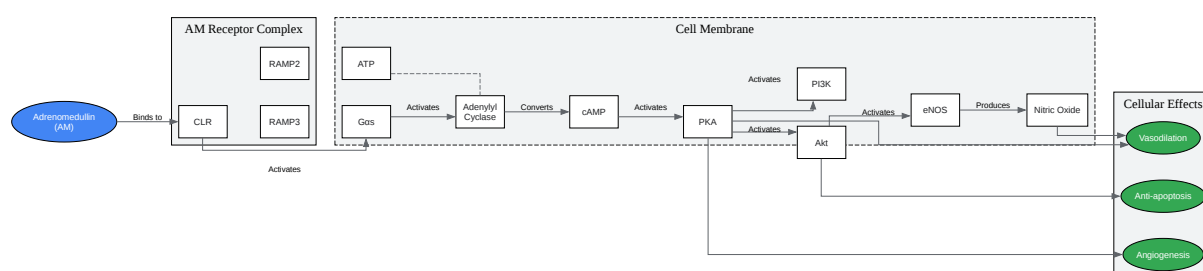 AM Receptor Complex
Cell Membrane
Cellular Effects
RAMP2
RAMP3
CLR
Adrenomedullin
(AM)
Binds to
Activates
ATP
Gαs
Activates
Adenylyl
Cyclase
Converts
cAMP
Activates
PKA
Activates
PI3K
Activates
Akt
Activates
eNOS
Produces
Nitric Oxide
Vasodilation
Anti-apoptosis
Angiogenesis